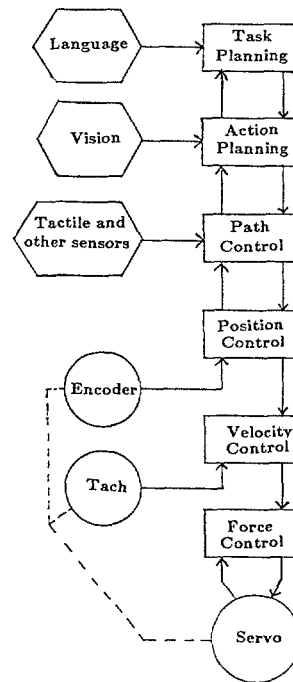 Language
Task
Planning
Vision
Action
Planning
Tactile and
other sensors
Path
Control
Position
Control
Encoder
Velocity
Control
Tach
Force
Control
Servo